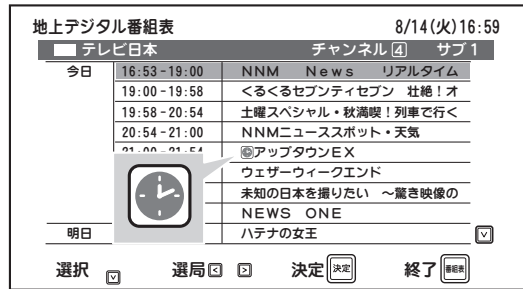 地上デジタル番組表 8/14(火)16:59
テレビ日本 チャンネル4 サブ1
今日 16:53-19:00 NNM News リアルタイム
19:00-19:58 くるくるセブンティセブン 壮絶!オ
19:58-20:54 土曜スペシャル・秋満喫!列車で行く
20:54-21:00 NNMニューススポット・天気
21:00-21:54 アップタウンEX
ウェザーウィークエンド
未知の日本を撮りたい ～驚き映像の
NEWS ONE
明日 ハテナの女王
選択 選局 決定 決定 終了 番組表